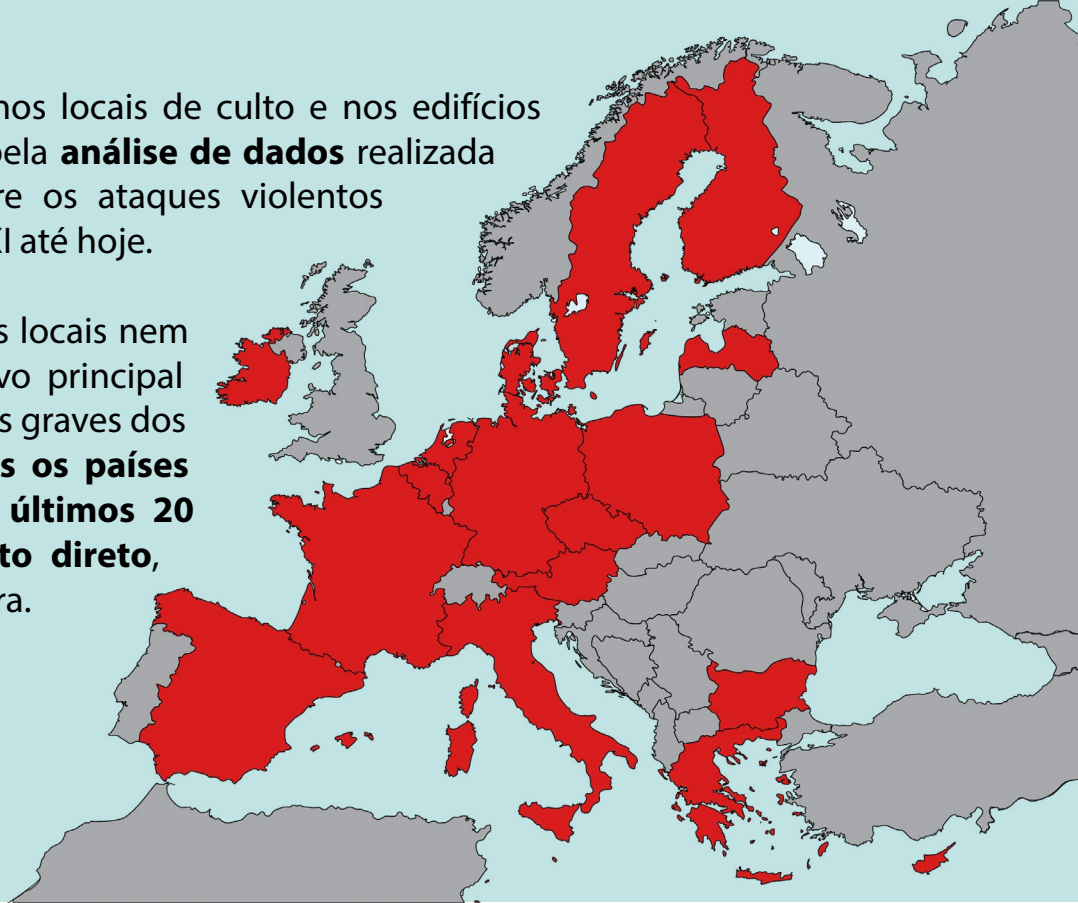 nos locais de culto e nos edifícios
pela análise de dados realizada
re os ataques violentos
XI até hoje.
s locais nem
vo principal
s graves dos
s os países
últimos 20
to direto,
ra.